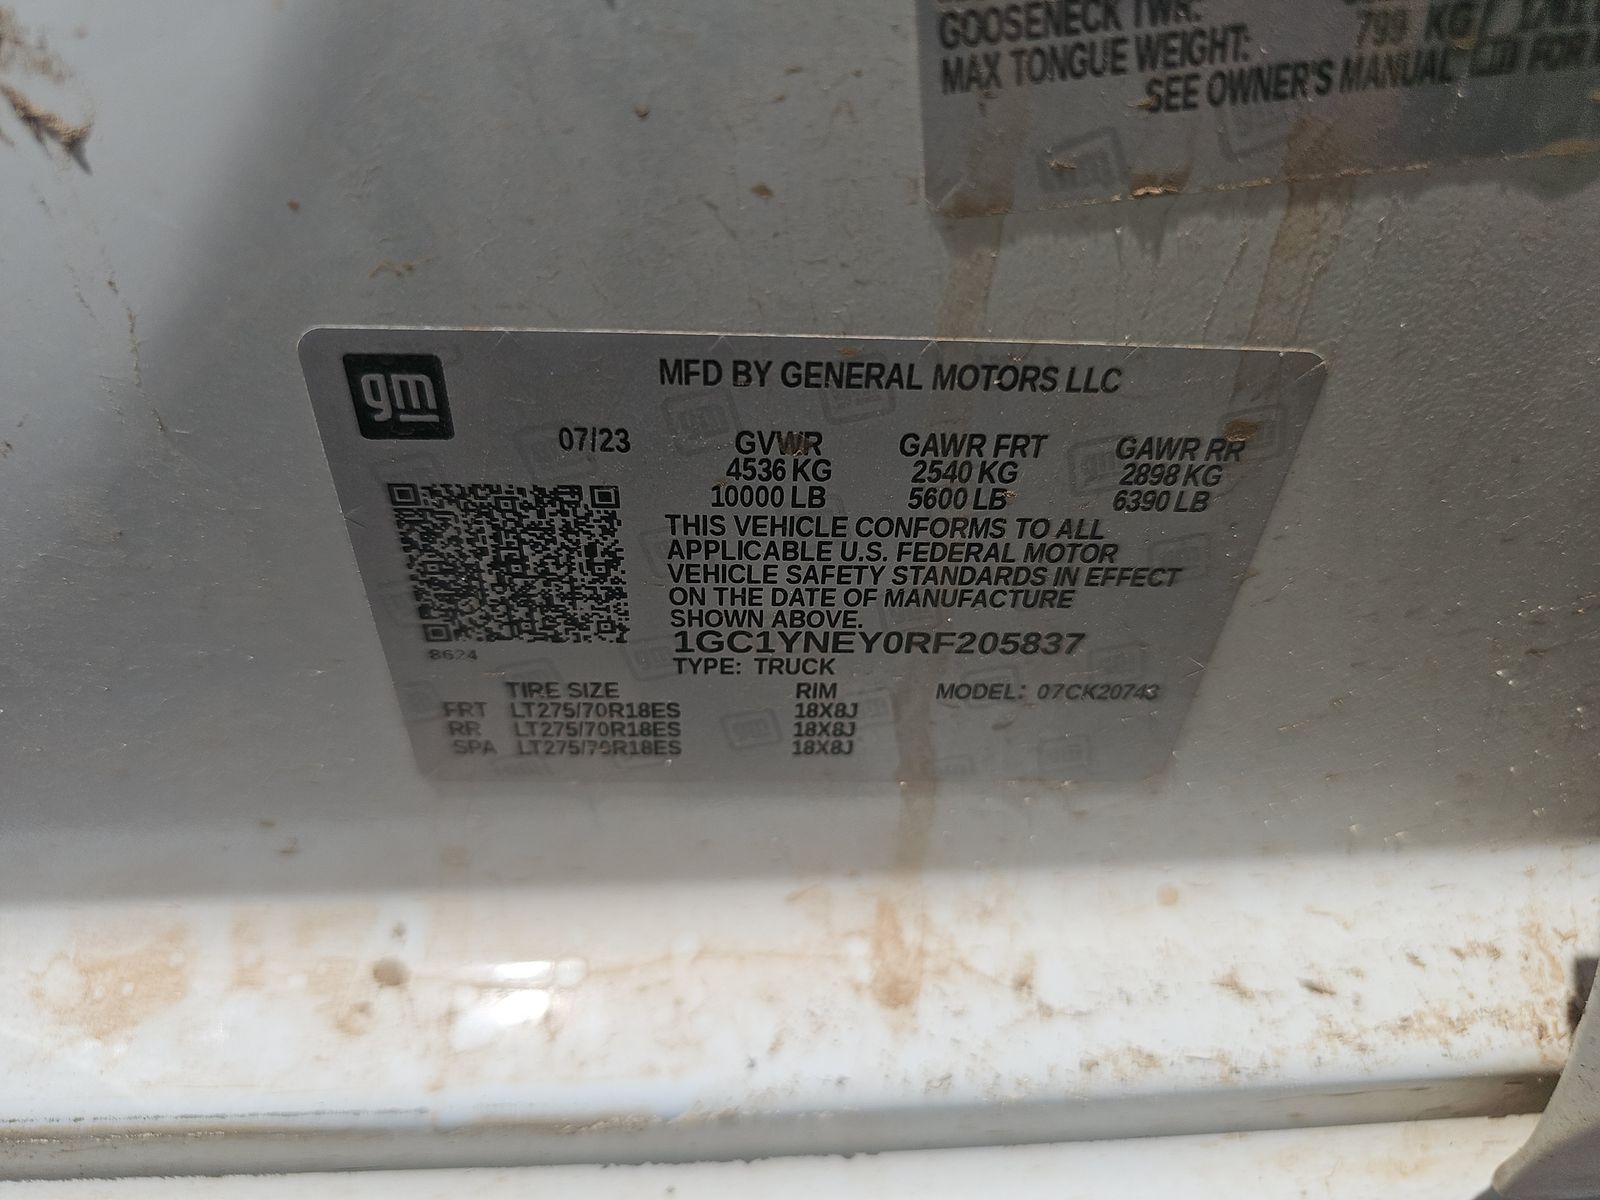 GOOSENECK TWR:
MAX TONGUE WEIGHT: 799 KG
SEE OWNER'S MANUAL FOR
gm
MFD BY GENERAL MOTORS LLC
07/23 GVWR GAWR FRT GAWR RR
4536 KG 2540 KG 2898 KG
10000 LB 5600 LB 6390 LB
THIS VEHICLE CONFORMS TO ALL
APPLICABLE U.S. FEDERAL MOTOR
VEHICLE SAFETY STANDARDS IN EFFECT
ON THE DATE OF MANUFACTURE
SHOWN ABOVE.
1GC1YNEY0RF205837
8624
TYPE: TRUCK
TIRE SIZE RIM MODEL: 07CK20743
FRT LT275/70R18ES 18X8J
RR LT275/70R18ES 18X8J
SPA LT275/70R18ES 18X8J